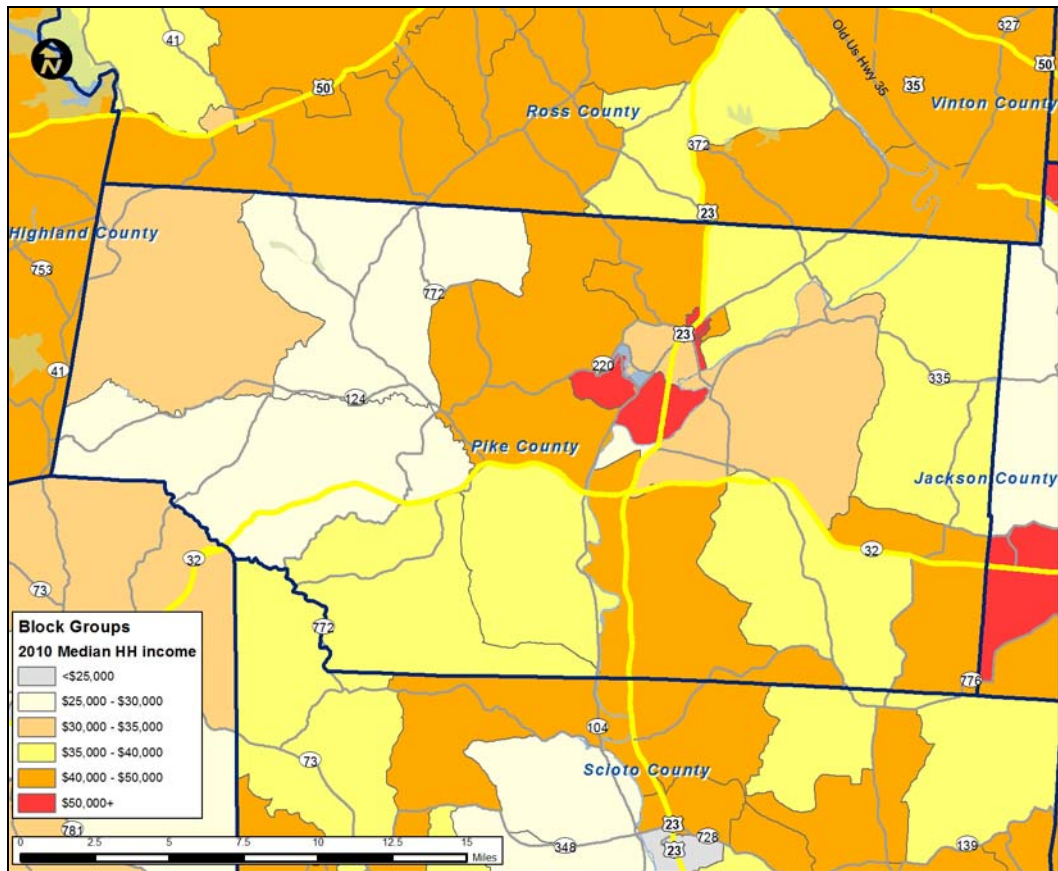 41
327
Old Us Hwy 35
50
50
35
Vinton County
Ross County
372
23
Highland County
753
772
23
220
41
335
124
Pike County
Jackson County
32
32
73
772
776
104
73
Scioto County
781
23
728
23
348
139
N
Block Groups
2010 Median HH income
<$25,000
$25,000 - $30,000
$30,000 - $35,000
$35,000 - $40,000
$40,000 - $50,000
$50,000+
0 2.5 5 7.5 10 15
Miles